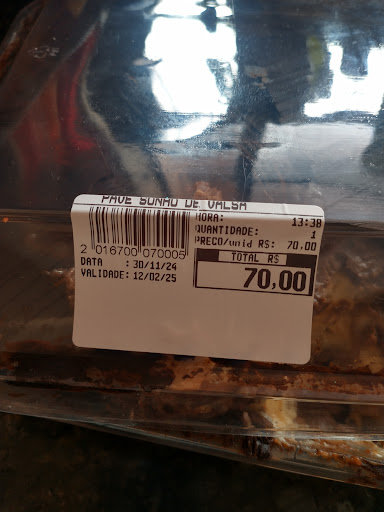 PAVE SONHO DE VALSA
HORA: 13:38
QUANTIDADE: 1
PRECO/unid R$: 70,00
2 016700 070005
TOTAL R$
DATA : 30/11/24
70,00
VALIDADE: 12/02/25